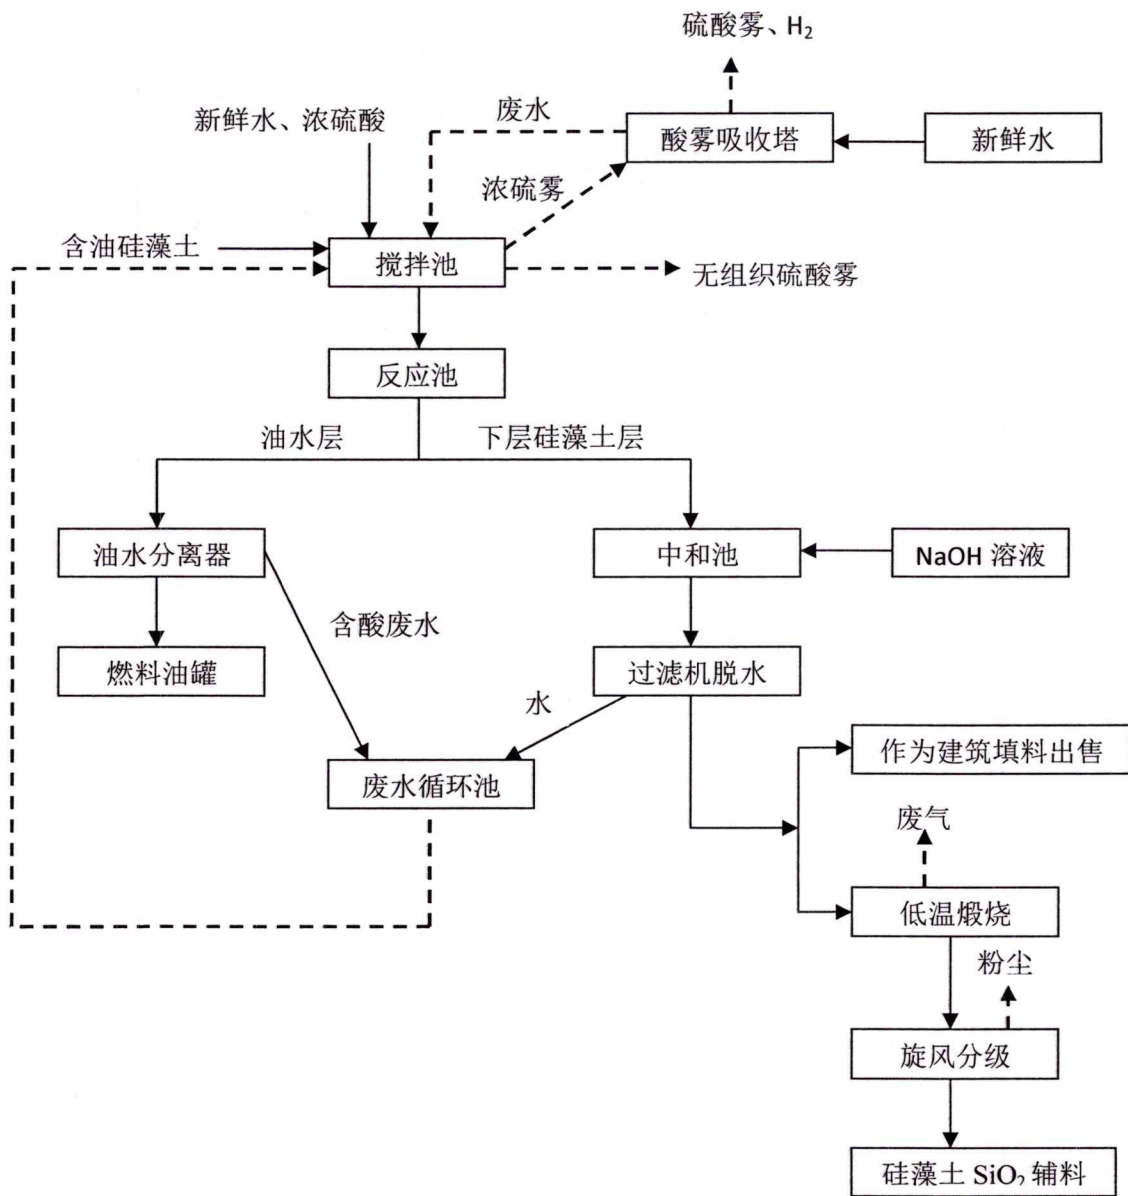 硫酸雾、H₂
新鲜水、浓硫酸
废水
酸雾吸收塔
新鲜水
浓硫雾
含油硅藻土
搅拌池
无组织硫酸雾
反应池
油水层
下层硅藻土层
油水分离器
中和池
NaOH 溶液
含酸废水
燃料油罐
过滤机脱水
水
作为建筑填料出售
废水循环池
废气
低温煅烧
粉尘
旋风分级
硅藻土 SiO₂ 辅料